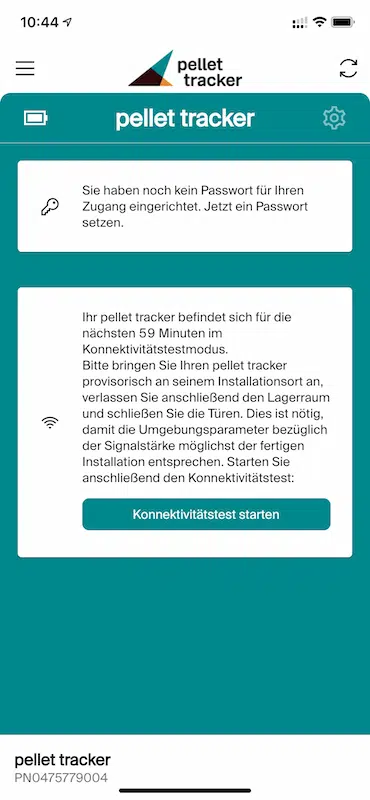 10:44
pellet
tracker
pellet tracker
Sie haben noch kein Passwort für Ihren
Zugang eingerichtet. Jetzt ein Passwort
setzen.
Ihr pellet tracker befindet sich für die
nächsten 59 Minuten im
Konnektivitätstestmodus.
Bitte bringen Sie Ihren pellet tracker
provisorisch an seinem Installationsort an,
verlassen Sie anschließend den Lagerraum
und schließen Sie die Türen. Dies ist nötig,
damit die Umgebungsparameter bezüglich
der Signalstärke möglichst der fertigen
Installation entsprechen. Starten Sie
anschließend den Konnektivitätstest:
Konnektivitätstest starten
pellet tracker
PN0475779004